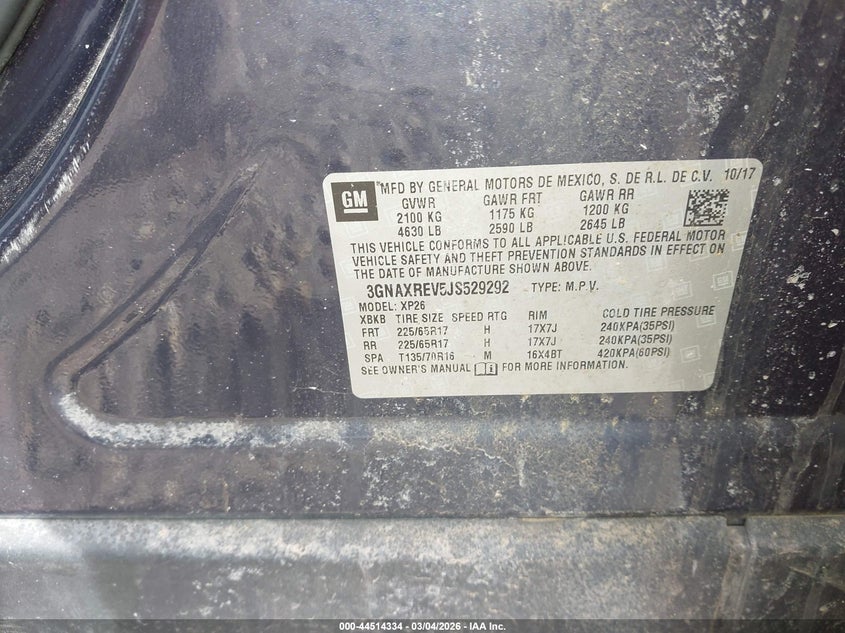 GM
MFD BY GENERAL MOTORS DE MEXICO, S. DE R.L. DE C.V. 10/17
GVWR GAWR FRT GAWR RR
2100 KG 1175 KG 1200 KG
4630 LB 2590 LB 2645 LB
THIS VEHICLE CONFORMS TO ALL APPLICABLE U.S. FEDERAL MOTOR
VEHICLE SAFETY AND THEFT PREVENTION STANDARDS IN EFFECT ON
THE DATE OF MANUFACTURE SHOWN ABOVE.
3GNAXREV5JS529292 TYPE: M.P.V.
MODEL: XP26
XBKB TIRE SIZE SPEED RTG RIM COLD TIRE PRESSURE
FRT 225/65R17 H 17X7J 240KPA(35PSI)
RR 225/65R17 H 17X7J 240KPA(35PSI)
SPA T135/70R16 M 16X4BT 420KPA(60PSI)
SEE OWNER'S MANUAL FOR MORE INFORMATION.
000-44514334 - 03/04/2026 - IAA Inc.